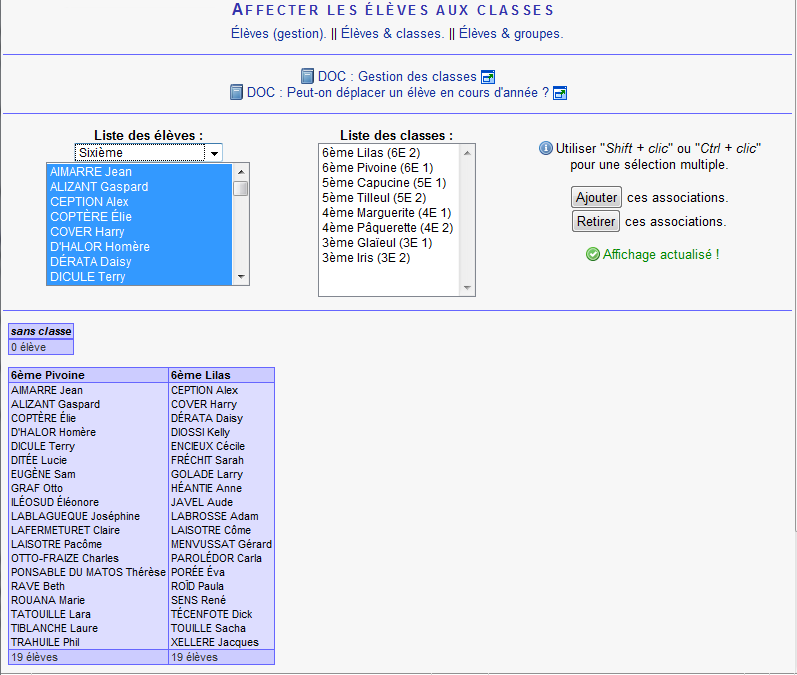 AFFECTER LES ÉLÈVES AUX CLASSES
Élèves (gestion). || Élèves & classes. || Élèves & groupes.
DOC : Gestion des classes
DOC : Peut-on déplacer un élève en cours d'année ?
Liste des élèves :
Sixième
AIMARRE Jean
ALIZANT Gaspard
CEPTION Alex
COPTÈRE Élie
COVER Harry
D'HALOR Homère
DÉRATA Daisy
DICULE Terry
Liste des classes :
6ème Lilas (6E 2)
6ème Pivoine (6E 1)
5ème Capucine (5E 1)
5ème Tilleul (5E 2)
4ème Marguerite (4E 1)
4ème Pâquerette (4E 2)
3ème Glaïeul (3E 1)
3ème Iris (3E 2)
Utiliser "Shift + clic" ou "Ctrl + clic"
pour une sélection multiple.
Ajouter ces associations.
Retirer ces associations.
Affichage actualisé !
sans classe
0 élève
6ème Pivoine 6ème Lilas
AIMARRE Jean CEPTION Alex
ALIZANT Gaspard COVER Harry
COPTÈRE Élie DÉRATA Daisy
D'HALOR Homère DIOSSI Kelly
DICULE Terry ENCIEUX Cécile
DITÉE Lucie FRÉCHIT Sarah
EUGÈNE Sam GOLADE Larry
GRAF Otto HÉANTIE Anne
ILÉOSUD Éléonore JAVEL Aude
LABLAGUEQUE Joséphine LABROSSE Adam
LAFERMETURET Claire LAISOTRE Côme
LAISOTRE Pacôme MENVUSSAT Gérard
OTTO-FRAIZE Charles PAROLÉDOR Carla
PONSABLE DU MATOS Thérèse PORÉE Éva
RAVE Beth ROÏD Paula
ROUANA Marie SENS René
TATOUILLE Lara TÉCENFOTE Dick
TIBLANCHE Laure TOUILLE Sacha
TRAHUILE Phil XELLERE Jacques
19 élèves 19 élèves